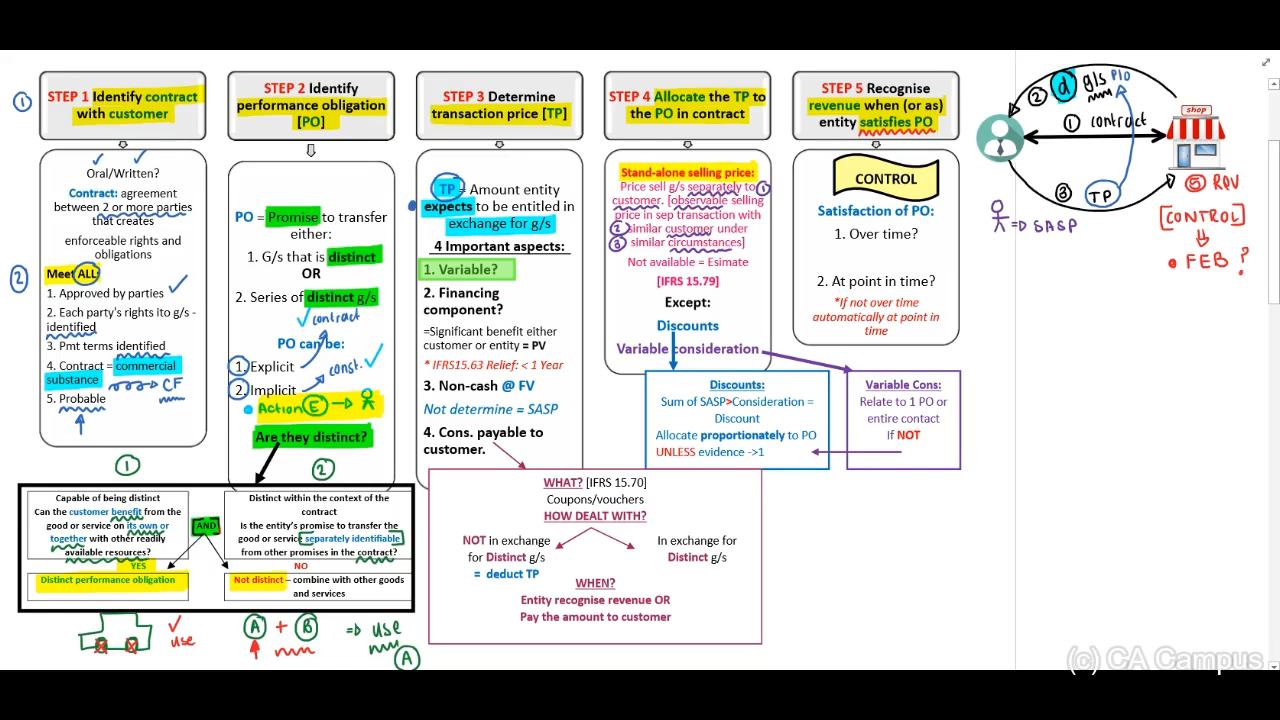 ①
STEP 1 Identify contract
with customer
Oral/Written?
Contract: agreement
between 2 or more parties
that creates
enforceable rights and
obligations
②
Meet ALL:
1. Approved by parties
2. Each party's rights ito g/s -
identified
3. Pmt terms identified
4. Contract = commercial
substance
CF
5. Probable
STEP 2 Identify
performance obligation
[PO]
PO = Promise to transfer
either:
1. G/s that is distinct
OR
2. Series of distinct g/s
contract
PO can be:
1. Explicit
const.
2. Implicit
Action E
Are they distinct?
①
②
Capable of being distinct
Can the customer benefit from the
good or service on its own or
together with other readily
available resources?
YES
Distinct performance obligation
AND
Distinct within the context of the
contract
Is the entity's promise to transfer the
good or service separately identifiable
from other promises in the contract?
NO
Not distinct – combine with other goods
and services
use
A + B
⇒ use
A
STEP 3 Determine
transaction price [TP]
TP = Amount entity
expects to be entitled in
exchange for g/s
4 Important aspects:
1. Variable?
2. Financing
component?
=Significant benefit either
customer or entity = PV
* IFRS15.63 Relief: < 1 Year
3. Non-cash @ FV
Not determine = SASP
4. Cons. payable to
customer.
WHAT? [IFRS 15.70]
Coupons/vouchers
HOW DEALT WITH?
NOT in exchange
for Distinct g/s
= deduct TP
In exchange for
Distinct g/s
WHEN?
Entity recognise revenue OR
Pay the amount to customer
STEP 4 Allocate the TP to
the PO in contract
Stand-alone selling price:
Price sell g/s separately to ①
customer. [observable selling
price in sep transaction with
② similar customer under
③ similar circumstances]
Not available = Esimate
[IFRS 15.79]
Except:
Discounts
Variable consideration
Discounts:
Sum of SASP>Consideration =
Discount
Allocate proportionately to PO
UNLESS evidence ->1
Variable Cons:
Relate to 1 PO or
entire contact
If NOT
STEP 5 Recognise
revenue when (or as)
entity satisfies PO
CONTROL
Satisfaction of PO:
1. Over time?
2. At point in time?
*If not over time
automatically at point in
time
② d g/s P/O
① contract
shop
③ TP
⑤ REV
⇒ SASP
[CONTROL]
FEB ?
(c) CA Campus